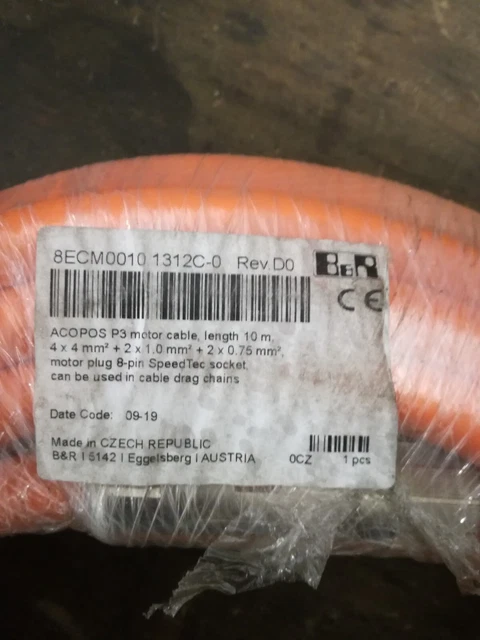 8ECM0010.1312C-0 Rev.D0 B&R
CE
ACOPOS P3 motor cable, length 10 m,
4 x 4 mm² + 2 x 1.0 mm² + 2 x 0.75 mm²,
motor plug 8-pin SpeedTec socket,
can be used in cable drag chains
Date Code: 09-19
Made in CZECH REPUBLIC
B&R I 5142 I Eggelsberg I AUSTRIA 0CZ 1 pcs